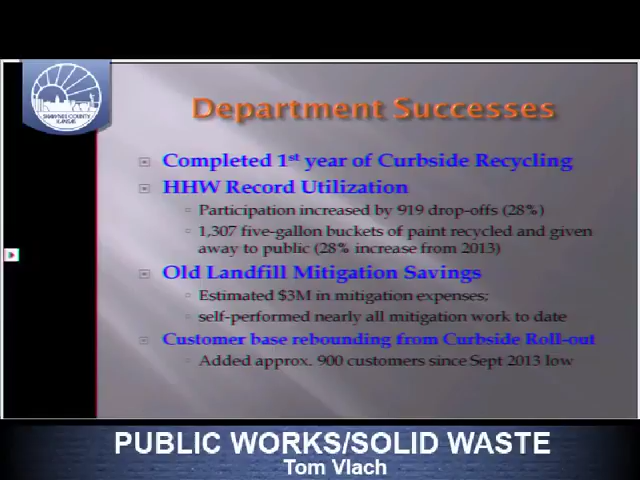 SHAWNEE COUNTY
KANSAS
Department Successes
Completed 1st year of Curbside Recycling
HHW Record Utilization
Participation increased by 919 drop-offs (28%)
1,307 five-gallon buckets of paint recycled and given
away to public (28% increase from 2013)
Old Landfill Mitigation Savings
Estimated $3M in mitigation expenses;
self-performed nearly all mitigation work to date
Customer base rebounding from Curbside Roll-out
Added approx. 900 customers since Sept 2013 low
PUBLIC WORKS/SOLID WASTE
Tom Vlach